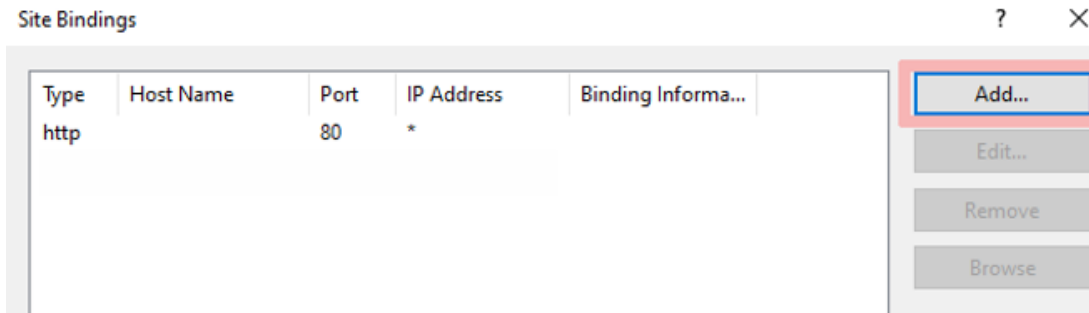 Site Bindings ?
Type Host Name Port IP Address Binding Informa... Add...
http 80 *
Edit...
Remove
Browse